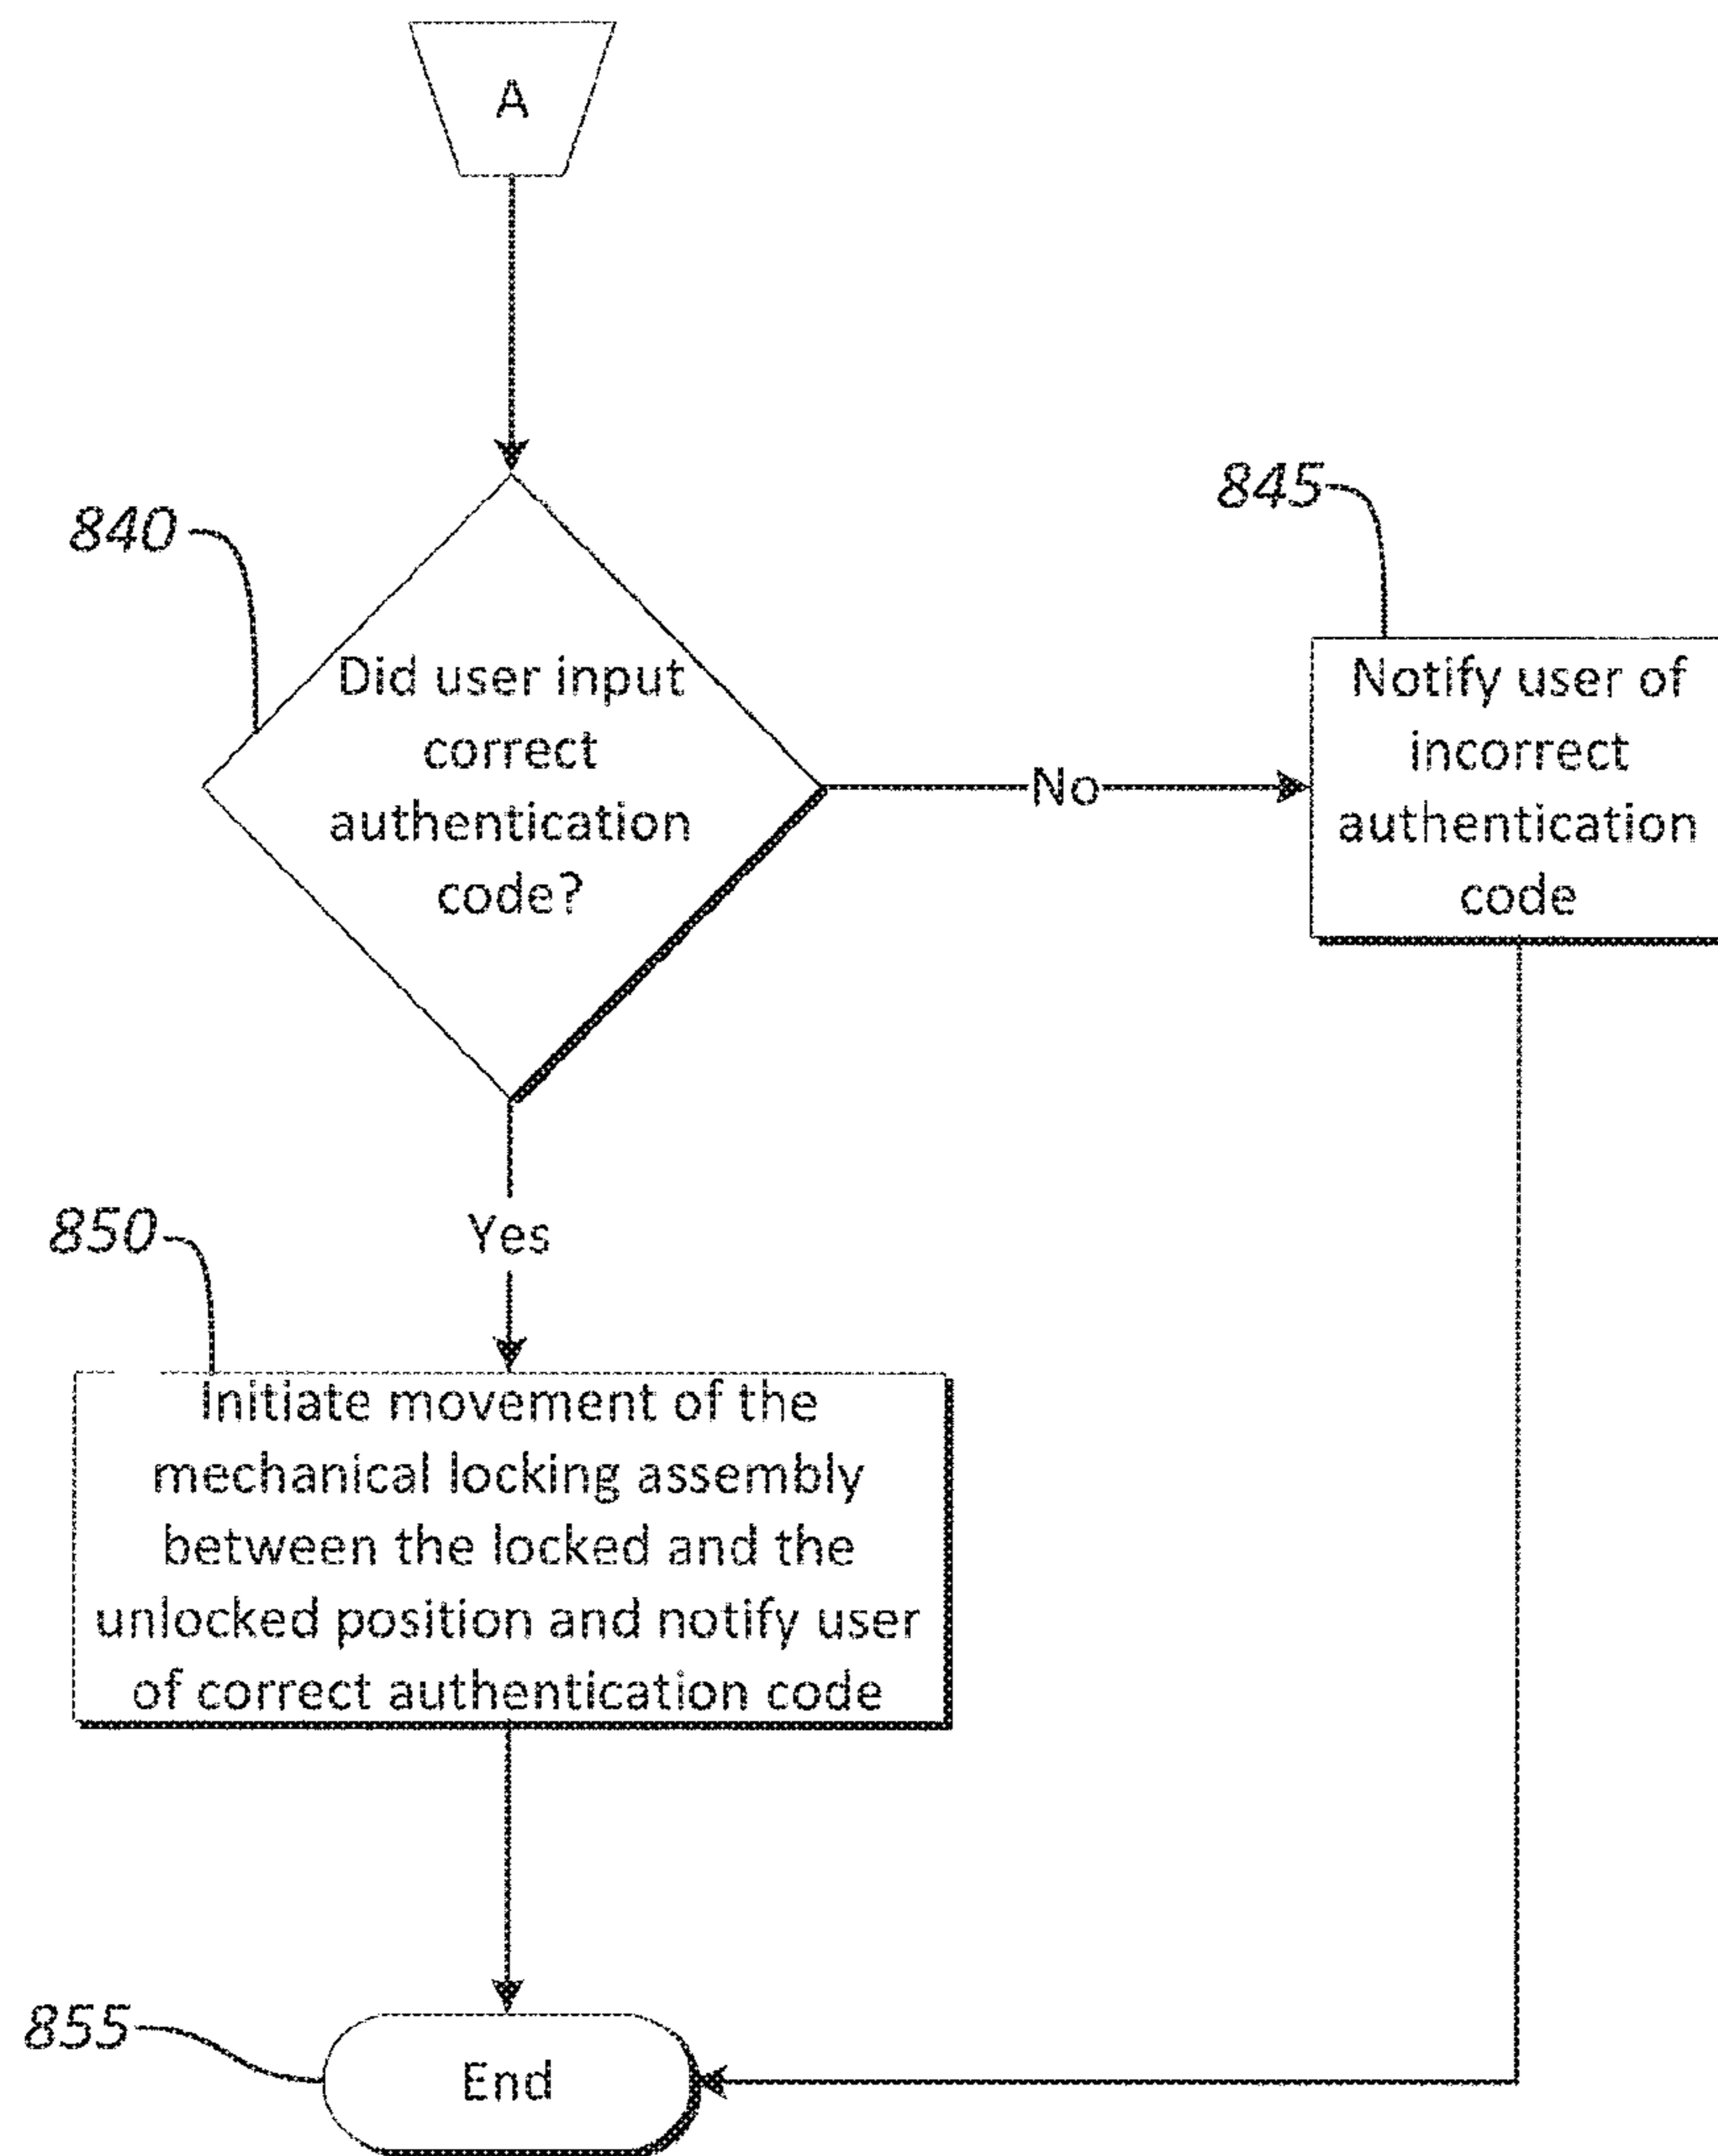 A
840
Did user input
correct
authentication
code?
No
845
Notify user of
incorrect
authentication
code
Yes
850
Initiate movement of the
mechanical locking assembly
between the locked and the
unlocked position and notify user
of correct authentication code
855
End